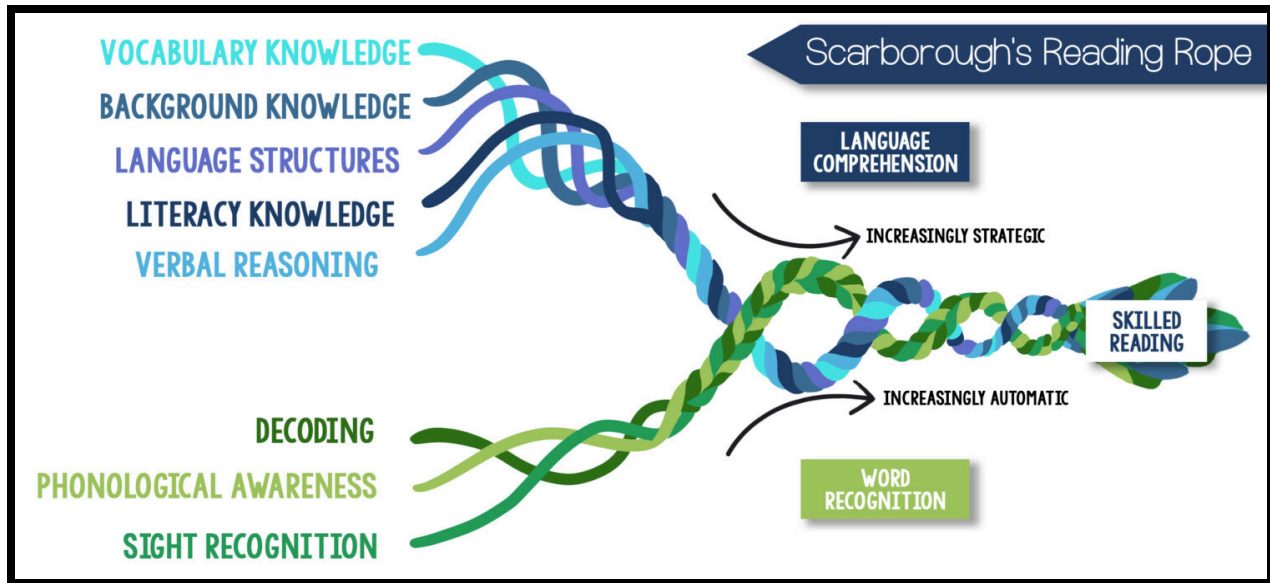 Scarborough's Reading Rope
VOCABULARY KNOWLEDGE
BACKGROUND KNOWLEDGE
LANGUAGE STRUCTURES
LITERACY KNOWLEDGE
VERBAL REASONING
LANGUAGE
COMPREHENSION
INCREASINGLY STRATEGIC
SKILLED
READING
INCREASINGLY AUTOMATIC
DECODING
PHONOLOGICAL AWARENESS
SIGHT RECOGNITION
WORD
RECOGNITION